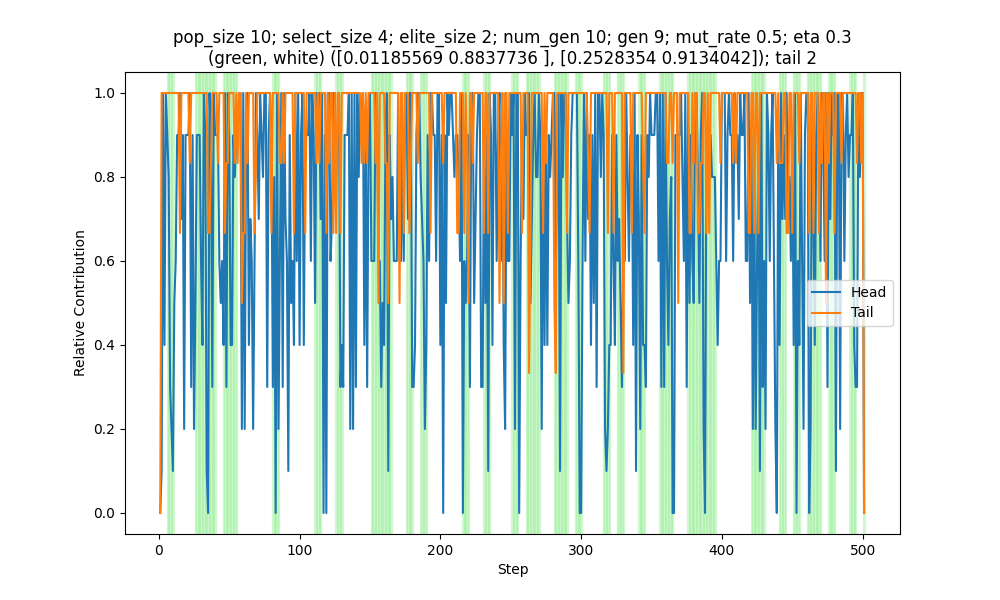 pop_size 10; select_size 4; elite_size 2; num_gen 10; gen 9; mut_rate 0.5; eta 0.3
(green, white) ([0.01185569 0.8837736 ], [0.2528354 0.9134042]); tail 2
1.0
0.8
0.6
0.4
0.2
0.0
Relative Contribution
Head
Tail
0
100
200
300
400
500
Step